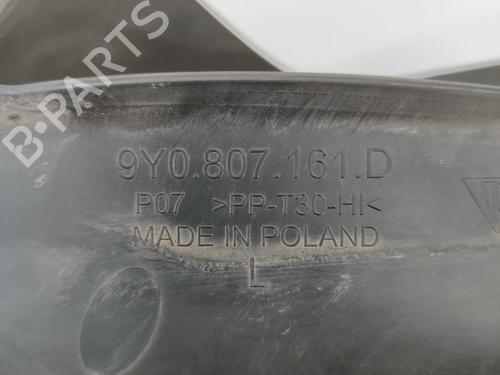 B-PARTS
9Y0.807.161.D
P07 >PP-T30-HI<
MADE IN POLAND
L